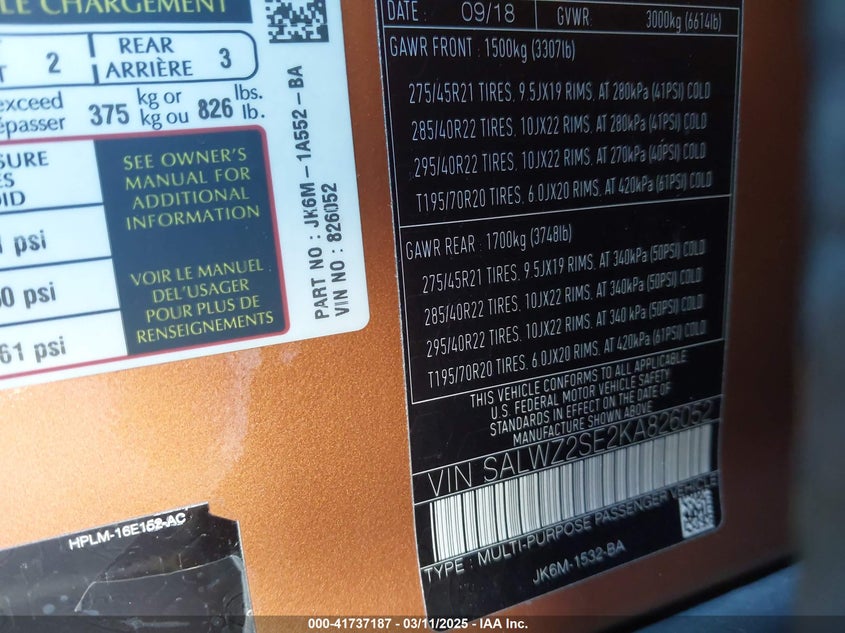 LE CHARGEMENT
2
REAR
ARRIÈRE 3
exceed
épasser 375 kg or
kg ou 826 lbs.
lb.
SURE
ES
OID
psi
0 psi
61 psi
SEE OWNER'S
MANUAL FOR
ADDITIONAL
INFORMATION
VOIR LE MANUEL
DEL'USAGER
POUR PLUS DE
RENSEIGNEMENTS
PART NO : JK6M-1A552-BA
VIN NO : 826052
HPLM-16E152-AC
DATE : 09/18 GVWR: 3000kg (6614lb)
GAWR FRONT : 1500kg (3307lb)
275/45R21 TIRES, 9.5JX19 RIMS, AT 280kPa (41PSI) COLD
285/40R22 TIRES, 10JX22 RIMS, AT 280kPa (41PSI) COLD
295/40R22 TIRES, 10JX22 RIMS, AT 270kPa (40PSI) COLD
T195/70R20 TIRES, 6.0JX20 RIMS, AT 420kPa (61PSI) COLD
GAWR REAR : 1700kg (3748lb)
275/45R21 TIRES, 9.5JX19 RIMS, AT 340kPa (50PSI) COLD
285/40R22 TIRES, 10JX22 RIMS, AT 340kPa (50PSI) COLD
295/40R22 TIRES, 10JX22 RIMS, AT 340 kPa (50PSI) COLD
T195/70R20 TIRES, 6.0JX20 RIMS, AT 420kPa (61PSI) COLD
THIS VEHICLE CONFORMS TO ALL APPLICABLE
U.S. FEDERAL MOTOR VEHICLE SAFETY
STANDARDS IN EFFECT ON THE DATE OF
MANUFACTURE SHOWN ABOVE
VIN SALWZ2SE2KA826052
TYPE : MULTI-PURPOSE PASSENGER VEHICLE
JK6M-1532-BA
000-41737187 - 03/11/2025 - IAA Inc.